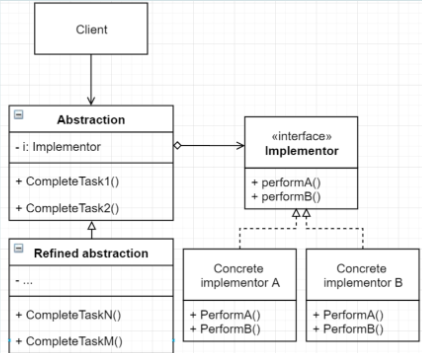 Client
Abstraction
- i: Implementor
+ CompleteTask1()
+ CompleteTask2()
«interface»
Implementor
+ performA()
+ performB()
Refined abstraction
- ...
+ CompleteTaskN()
+ CompleteTaskM()
Concrete
implementor A
+ PerformA()
+ PerformB()
Concrete
implementor B
+ PerformA()
+ PerformB()